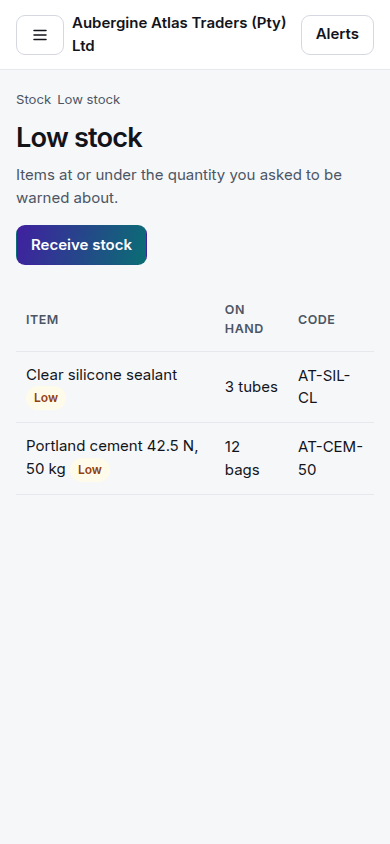 Aubergine Atlas Traders (Pty)
Ltd
Alerts
Stock Low stock
Low stock
Items at or under the quantity you asked to be
warned about.
Receive stock
ITEM
ON
HAND
CODE
Clear silicone sealant
Low
3 tubes
AT-SIL-
CL
Portland cement 42.5 N,
50 kg Low
12
bags
AT-CEM-
50